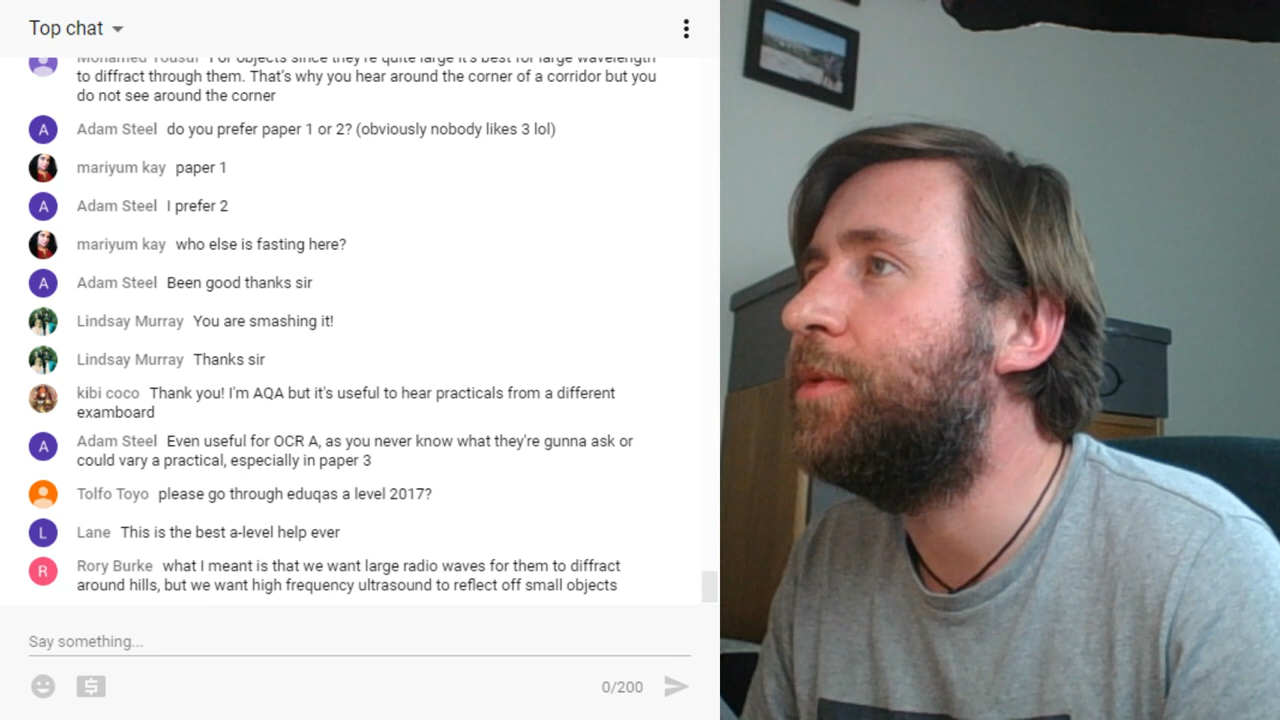 Top chat
Mohamed Yousuf For objects since they're quite large it's best for large wavelength
to diffract through them. That's why you hear around the corner of a corridor but you
do not see around the corner
A Adam Steel do you prefer paper 1 or 2? (obviously nobody likes 3 lol)
mariyum kay paper 1
A Adam Steel I prefer 2
mariyum kay who else is fasting here?
A Adam Steel Been good thanks sir
Lindsay Murray You are smashing it!
Lindsay Murray Thanks sir
kibi coco Thank you! I'm AQA but it's useful to hear practicals from a different
examboard
A Adam Steel Even useful for OCR A, as you never know what they're gunna ask or
could vary a practical, especially in paper 3
Tolfo Toyo please go through eduqas a level 2017?
L Lane This is the best a-level help ever
R Rory Burke what I meant is that we want large radio waves for them to diffract
around hills, but we want high frequency ultrasound to reflect off small objects
Say something...
0/200